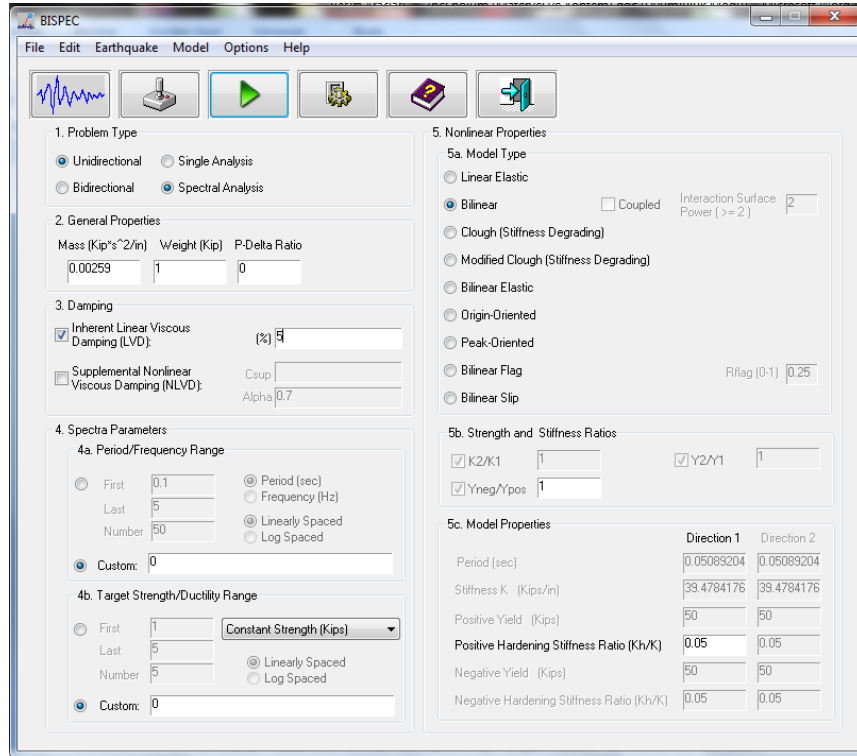 BISPEC
File Edit Earthquake Model Options Help
1. Problem Type
Unidirectional Single Analysis
Bidirectional Spectral Analysis
2. General Properties
Mass (Kip*s^2/in) Weight (Kip) P-Delta Ratio
0.00259 1 0
3. Damping
Inherent Linear Viscous
Damping (LVD): (%) 5
Supplemental Nonlinear
Viscous Damping (NLVD):
Csup
Alpha 0.7
4. Spectra Parameters
4a. Period/Frequency Range
First 0.1 Period (sec)
Frequency (Hz)
Last 5
Linearly Spaced
Number 50 Log Spaced
Custom: 0
4b. Target Strength/Ductility Range
First 1 Constant Strength (Kips)
Last 5
Linearly Spaced
Number 5 Log Spaced
Custom: 0
5. Nonlinear Properties
5a. Model Type
Linear Elastic
Bilinear Coupled Interaction Surface
Power ( >= 2 ) 2
Clough (Stiffness Degrading)
Modified Clough (Stiffness Degrading)
Bilinear Elastic
Origin-Oriented
Peak-Oriented
Bilinear Flag Rflag (0-1) 0.25
Bilinear Slip
5b. Strength and Stiffness Ratios
K2/K1 1 Y2/Y1 1
Yneg/Ypos 1
5c. Model Properties
Direction 1 Direction 2
Period (sec) 0.05089204 0.05089204
Stiffness K (Kips/in) 39.4784176 39.4784176
Positive Yield (Kips) 50 50
Positive Hardening Stiffness Ratio (Kh/K) 0.05 0.05
Negative Yield (Kips) 50 50
Negative Hardening Stiffness Ratio (Kh/K) 0.05 0.05